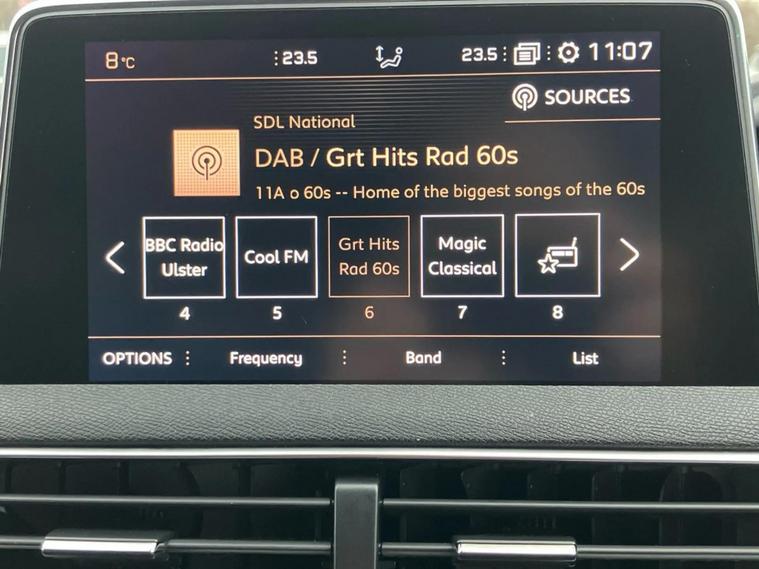 8°C 23.5 23.5 11:07
SOURCES
SDL National
DAB / Grt Hits Rad 60s
11A o 60s -- Home of the biggest songs of the 60s
BBC Radio Ulster
Cool FM
Grt Hits Rad 60s
Magic Classical
4 5 6 7 8
OPTIONS Frequency Band List